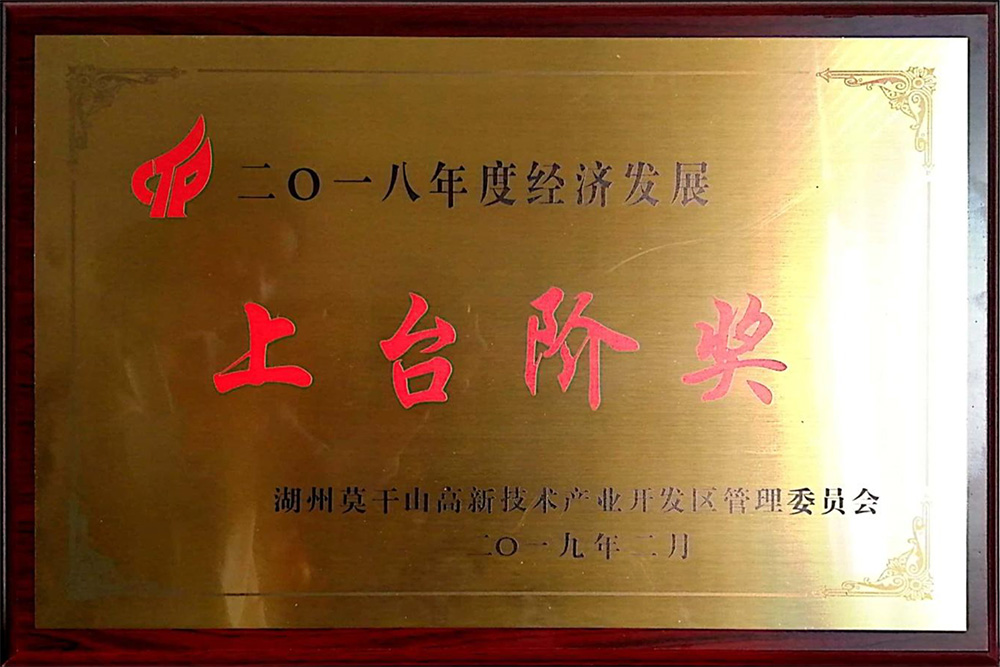 二〇一八年度经济发展
上台阶奖
湖州莫干山高新技术产业开发区管理委员会
二〇一九年二月